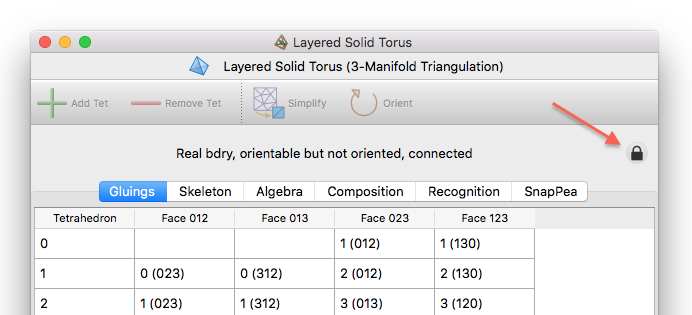 Layered Solid Torus
Layered Solid Torus (3-Manifold Triangulation)
Add Tet Remove Tet Simplify Orient
Real bdry, orientable but not oriented, connected
Gluings Skeleton Algebra Composition Recognition SnapPea
Tetrahedron Face 012 Face 013 Face 023 Face 123
0 1 (012) 1 (130)
1 0 (023) 0 (312) 2 (012) 2 (130)
2 1 (023) 1 (312) 3 (013) 3 (120)